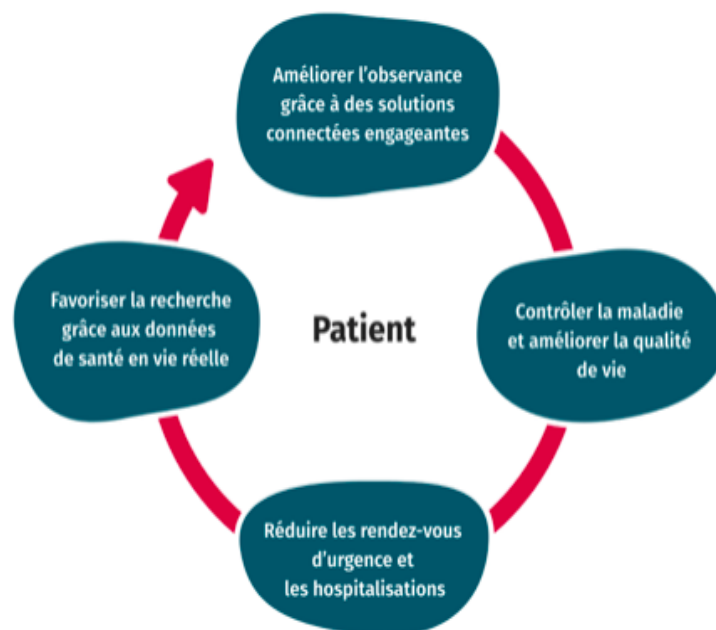 Améliorer l'observance
grâce à des solutions
connectées engageantes
Favoriser la recherche
grâce aux données
de santé en vie réelle
Patient
Contrôler la maladie
et améliorer la qualité
de vie
Réduire les rendez-vous
d'urgence et
les hospitalisations